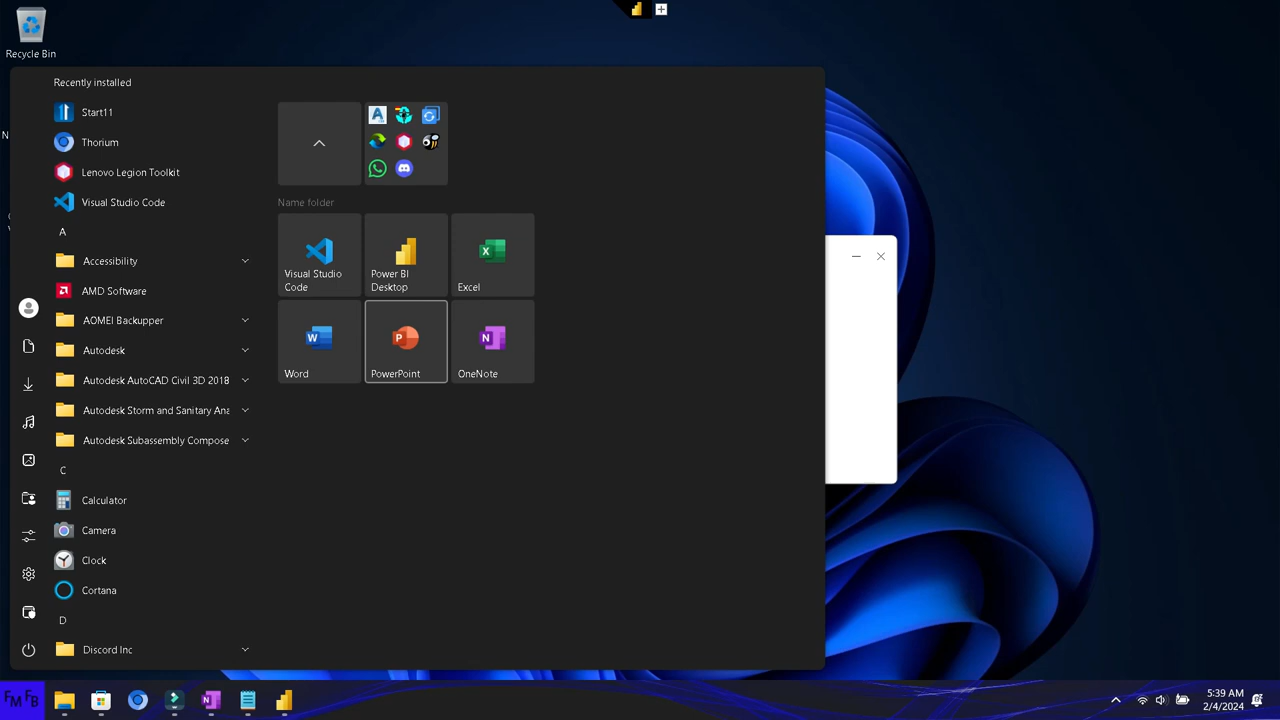 Recycle Bin
Recently installed
Start11
Thorium
Lenovo Legion Toolkit
Visual Studio Code
A
Accessibility
AMD Software
AOMEI Backupper
Autodesk
Autodesk AutoCAD Civil 3D 2018
Autodesk Storm and Sanitary Ana
Autodesk Subassembly Compose
C
Calculator
Camera
Clock
Cortana
D
Discord Inc
Name folder
Visual Studio
Code
Power BI
Desktop
Excel
Word
PowerPoint
OneNote
N
FM FB
5:39 AM
2/4/2024